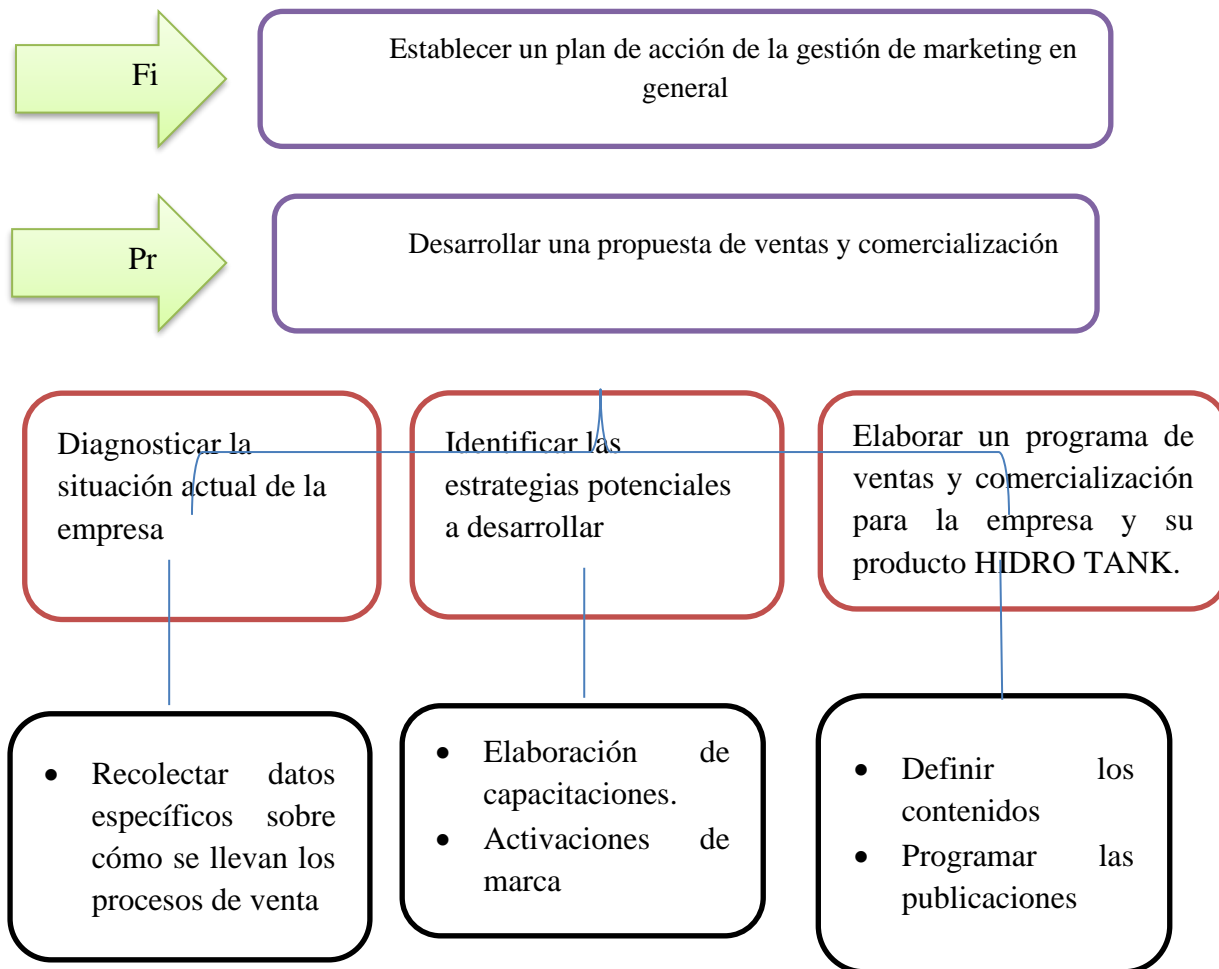 Fi
Establecer un plan de acción de la gestión de marketing en
general
Pr
Desarrollar una propuesta de ventas y comercialización
Diagnosticar la
situación actual de la
empresa
Identificar las
estrategias potenciales
a desarrollar
Elaborar un programa de
ventas y comercialización
para la empresa y su
producto HIDRO TANK.
• Recolectar datos
específicos sobre
cómo se llevan los
procesos de venta
• Elaboración de
capacitaciones.
• Activaciones de
marca
• Definir los
contenidos
• Programar las
publicaciones